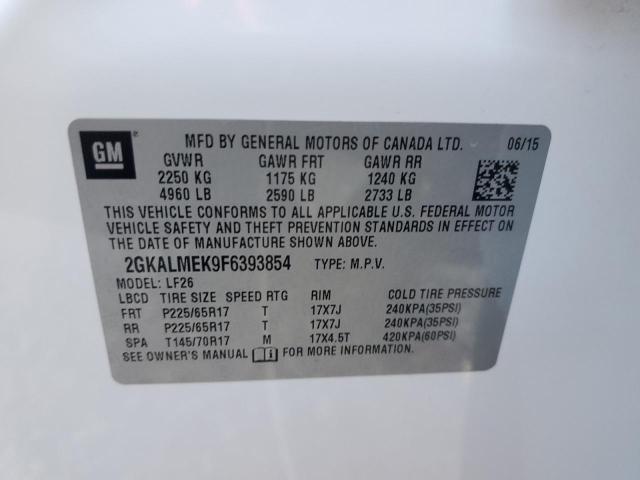 GM
MFD BY GENERAL MOTORS OF CANADA LTD. 06/15
GVWR GAWR FRT GAWR RR
2250 KG 1175 KG 1240 KG
4960 LB 2590 LB 2733 LB
THIS VEHICLE CONFORMS TO ALL APPLICABLE U.S. FEDERAL MOTOR
VEHICLE SAFETY AND THEFT PREVENTION STANDARDS IN EFFECT ON
THE DATE OF MANUFACTURE SHOWN ABOVE.
2GKALMEK9F6393854 TYPE: M.P.V.
MODEL: LF26
LBCD TIRE SIZE SPEED RTG RIM COLD TIRE PRESSURE
FRT P225/65R17 T 17X7J 240KPA(35PSI)
RR P225/65R17 T 17X7J 240KPA(35PSI)
SPA T145/70R17 M 17X4.5T 420KPA(60PSI)
SEE OWNER'S MANUAL FOR MORE INFORMATION.